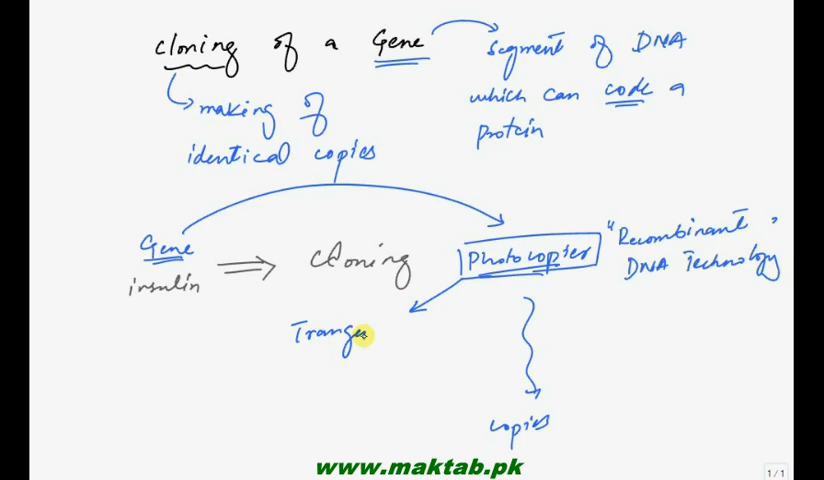 cloning of a Gene
segment of DNA
which can code a
protein
making of
identical copies
Gene
insulin
cloning
Photocopier
"Recombinant"
DNA Technology
Trange
copies
www.maktab.pk
1/1